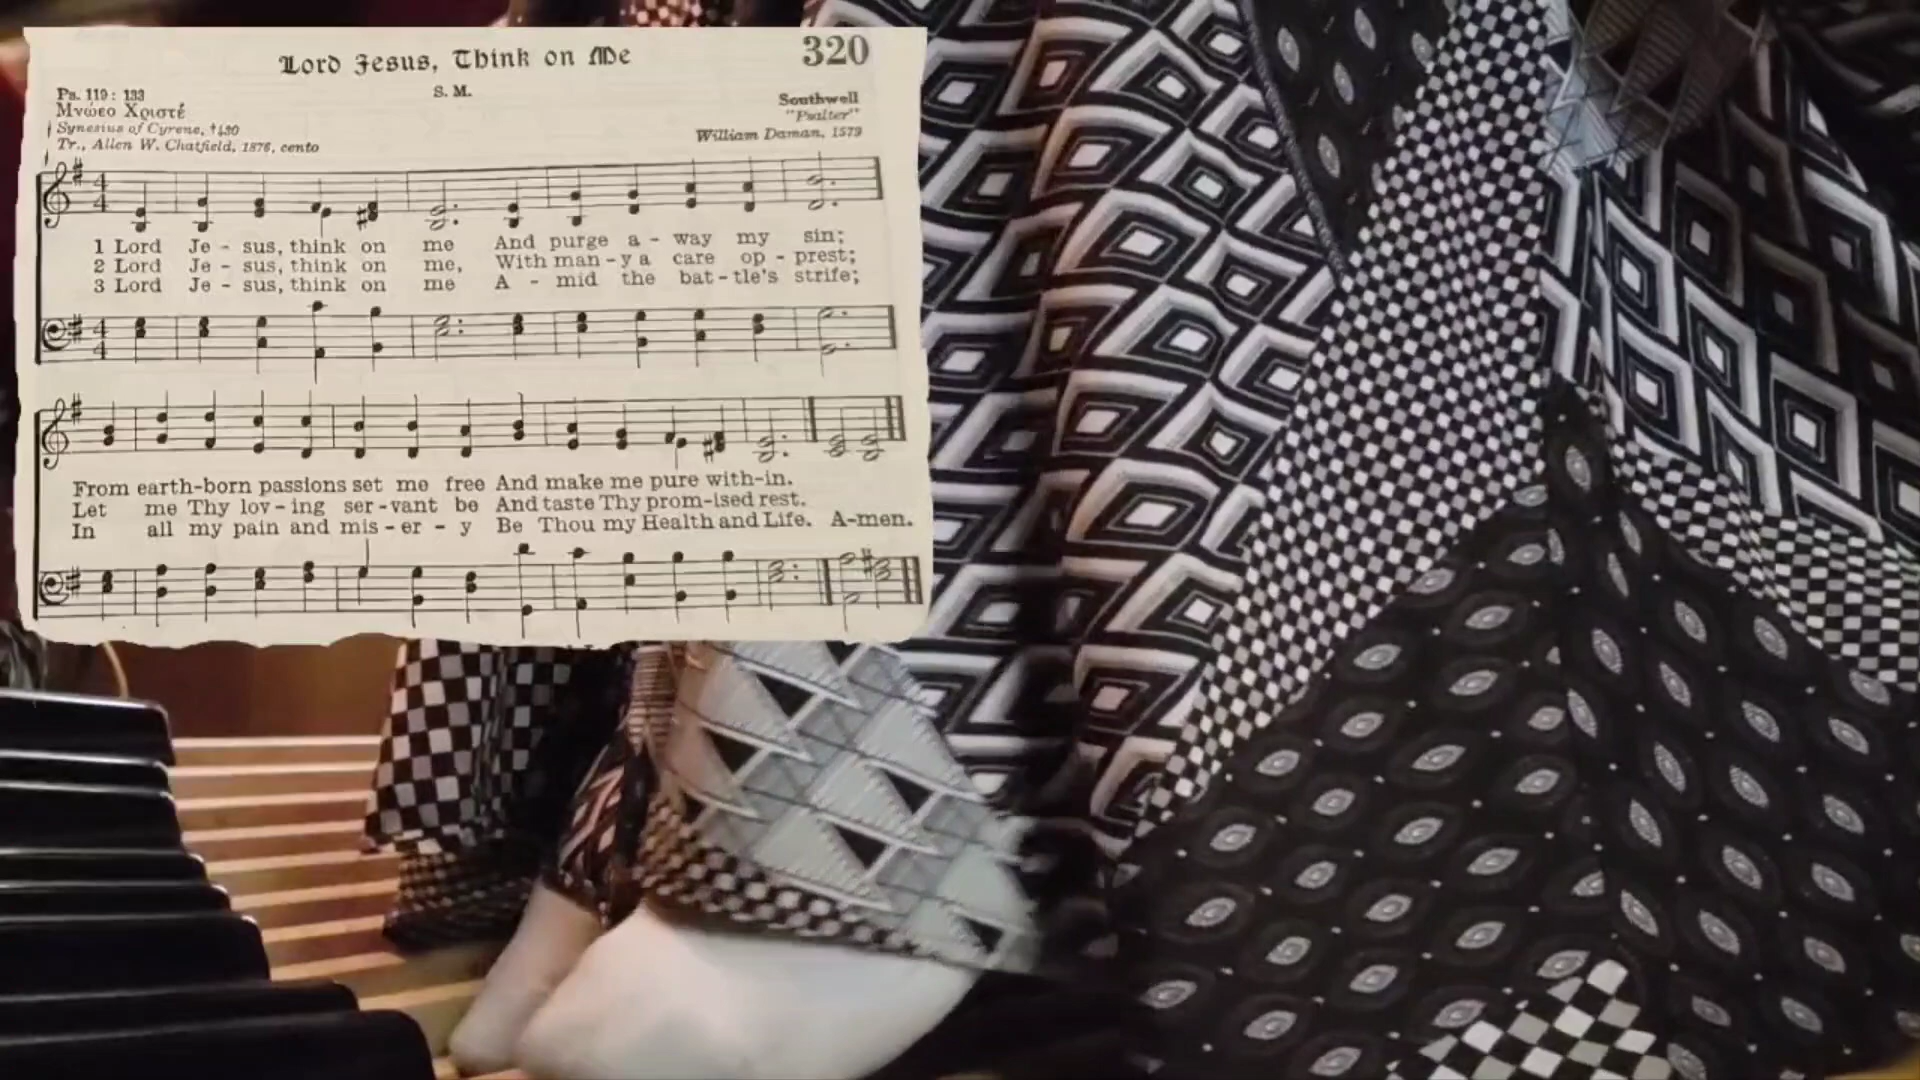 Lord Jesus, Think on Me
320
Ps. 119: 133
S. M.
Southwell
Μνώεο Χριστέ
"Psalter"
Synesius of Cyrene, †430
William Daman, 1579
Tr., Allen W. Chatfield, 1876, cento
1 Lord Je - sus, think on me And purge a - way my sin;
2 Lord Je - sus, think on me, With man - y a care op - prest;
3 Lord Je - sus, think on me A - mid the bat - tle's strife;
From earth-born passions set me free And make me pure with-in.
Let me Thy lov - ing ser - vant be And taste Thy prom-ised rest.
In all my pain and mis - er - y Be Thou my Health and Life. A-men.